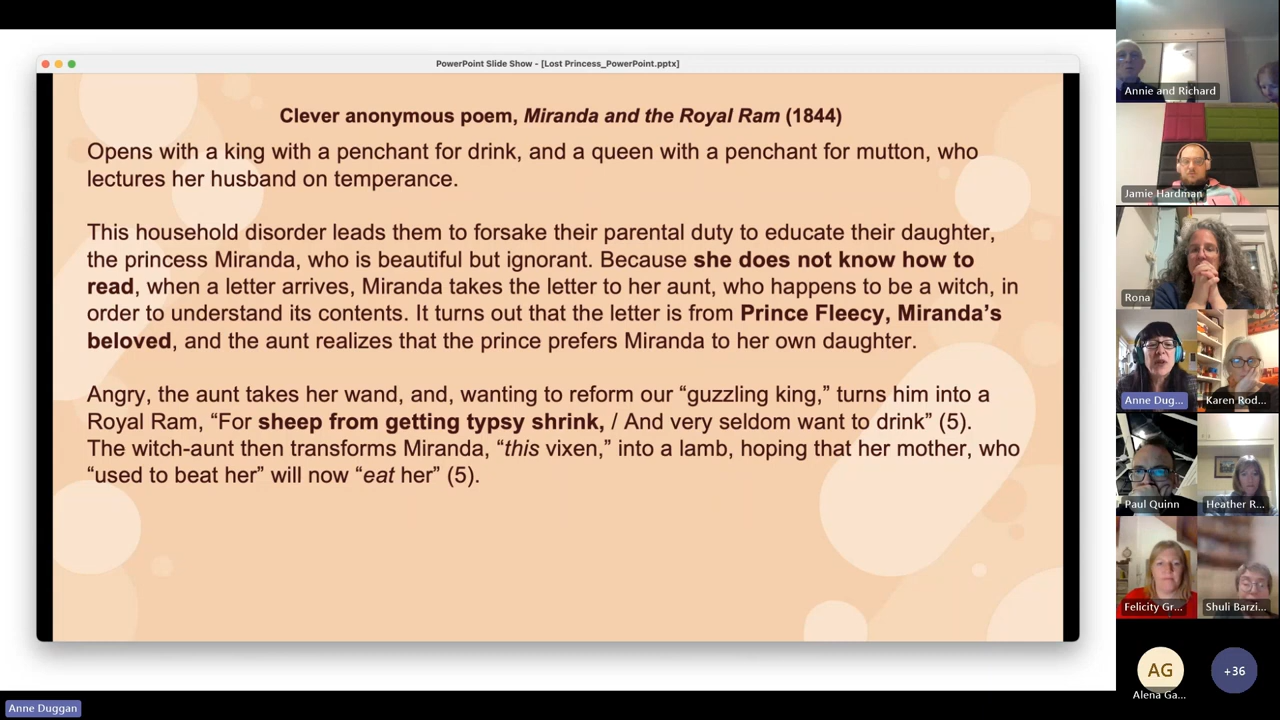 PowerPoint Slide Show - [Lost Princess_PowerPoint.pptx]
Clever anonymous poem, Miranda and the Royal Ram (1844)
Opens with a king with a penchant for drink, and a queen with a penchant for mutton, who
lectures her husband on temperance.
This household disorder leads them to forsake their parental duty to educate their daughter,
the princess Miranda, who is beautiful but ignorant. Because she does not know how to
read, when a letter arrives, Miranda takes the letter to her aunt, who happens to be a witch, in
order to understand its contents. It turns out that the letter is from Prince Fleecy, Miranda’s
beloved, and the aunt realizes that the prince prefers Miranda to her own daughter.
Angry, the aunt takes her wand, and, wanting to reform our “guzzling king,” turns him into a
Royal Ram, “For sheep from getting typsy shrink, / And very seldom want to drink” (5).
The witch-aunt then transforms Miranda, “this vixen,” into a lamb, hoping that her mother, who
“used to beat her” will now “eat her” (5).
Annie and Richard
Jamie Hardman
Rona
Anne Dug...
Karen Rod...
Paul Quinn
Heather R...
Felicity Gr...
Shuli Barzi...
AG
Alena Ga...
+36
Anne Duggan